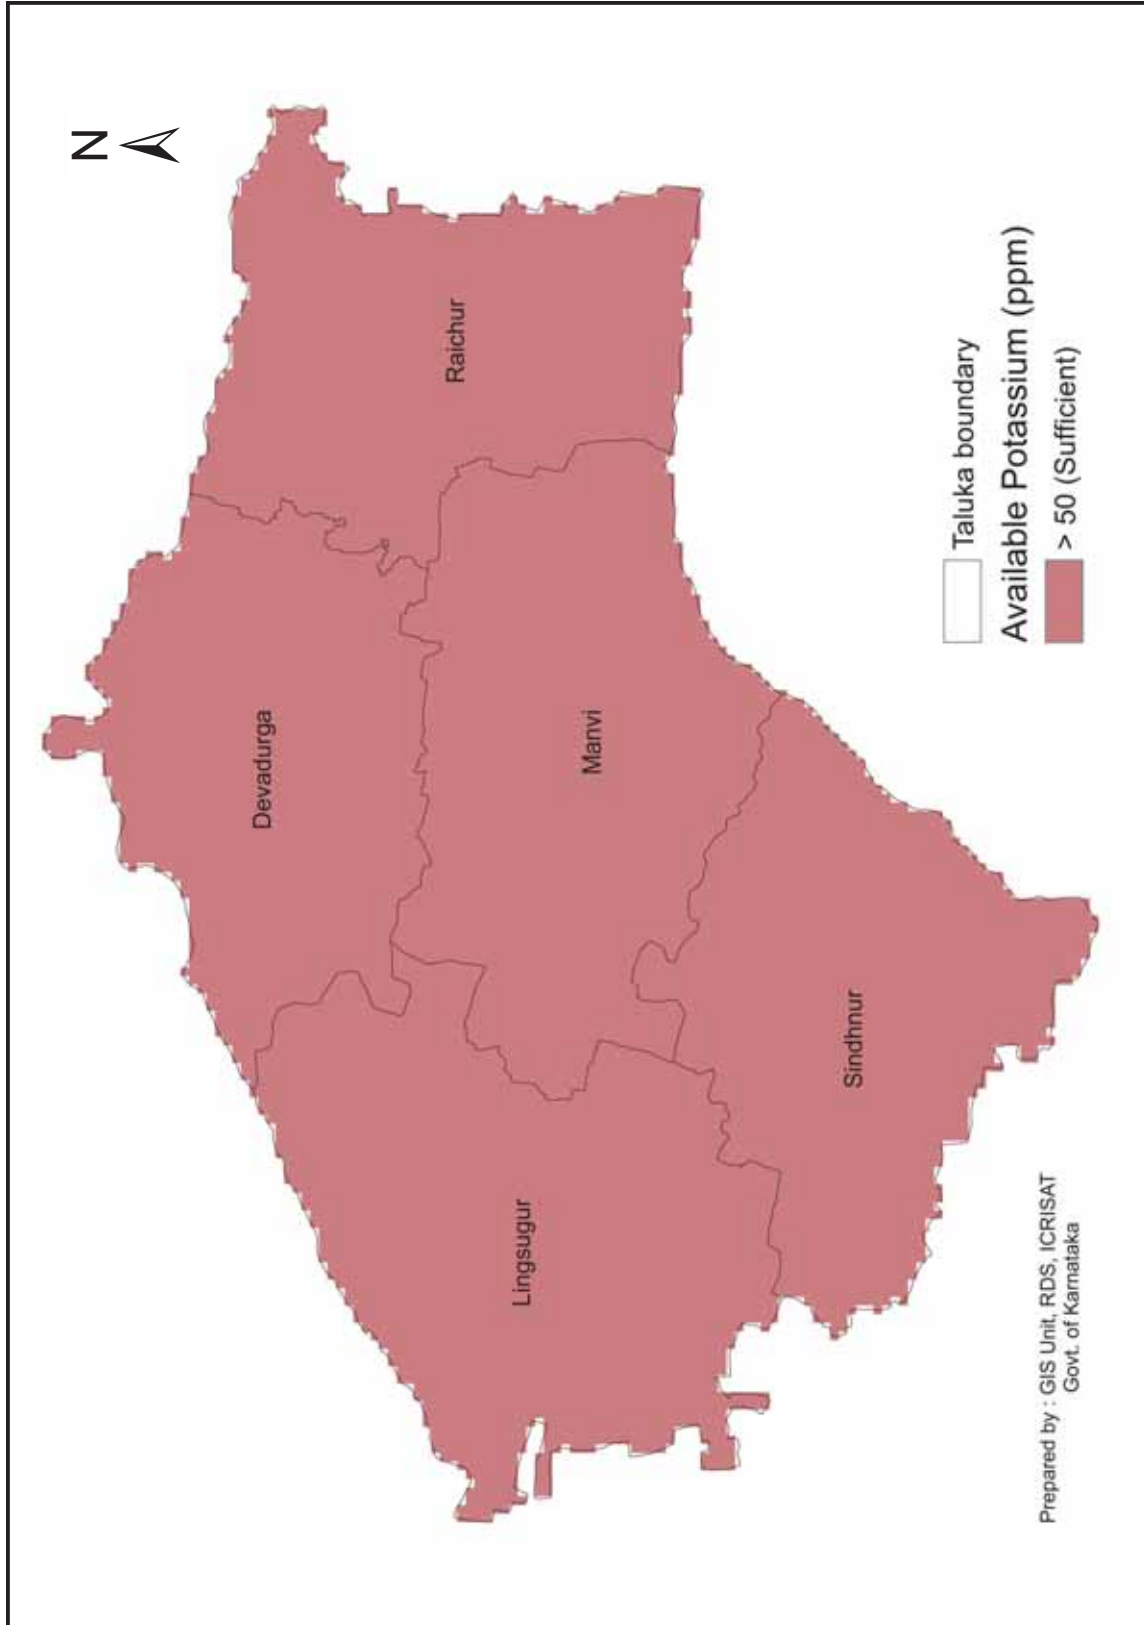 N
Devadurga
Raichur
Lingsugur
Manvi
Sindhnur
Taluka boundary
Available Potassium (ppm)
> 50 (Sufficient)
Prepared by : GIS Unit, RDS, ICRISAT
Govt. of Karnataka